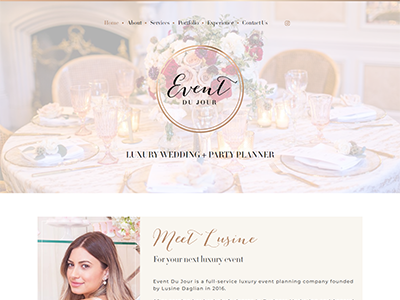 Home • About • Services • Portfolio • Experience • Contact Us
Event
DU JOUR
LUXURY WEDDING + PARTY PLANNER
Meet Lusine
For your next luxury event
Event Du Jour is a full-service luxury event planning company founded
by Lusine Daglian in 2016.